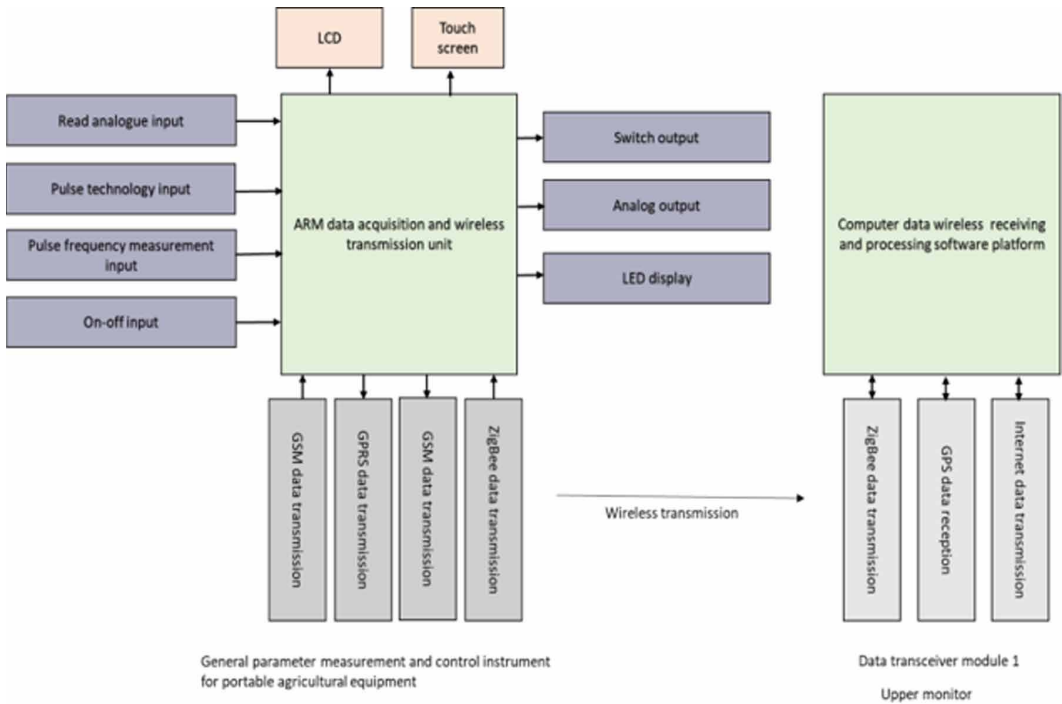 LCD
Touch
screen
Read analogue input
Pulse technology input
Pulse frequency measurement
input
On-off input
ARM data acquisition and wireless
transmission unit
Switch output
Analog output
LED display
Computer data wireless receiving
and processing software platform
GSM data transmission
GPRS data transmission
GSM data transmission
ZigBee data transmission
Wireless transmission
ZigBee data transmission
GPS data reception
Internet data transmission
General parameter measurement and control instrument
for portable agricultural equipment
Data transceiver module 1
Upper monitor